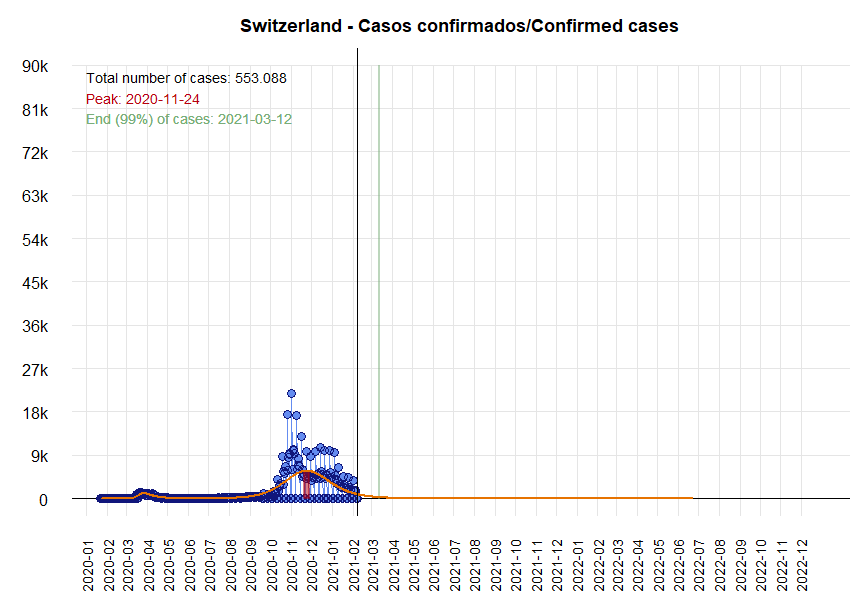 Switzerland - Casos confirmados/Confirmed cases
90k
81k
72k
63k
54k
45k
36k
27k
18k
9k
0
Total number of cases: 553.088
Peak: 2020-11-24
End (99%) of cases: 2021-03-12
2020-01
2020-02
2020-03
2020-04
2020-05
2020-06
2020-07
2020-08
2020-09
2020-10
2020-11
2020-12
2021-01
2021-02
2021-03
2021-04
2021-05
2021-06
2021-07
2021-08
2021-09
2021-10
2021-11
2021-12
2022-01
2022-02
2022-03
2022-04
2022-05
2022-06
2022-07
2022-08
2022-09
2022-10
2022-11
2022-12